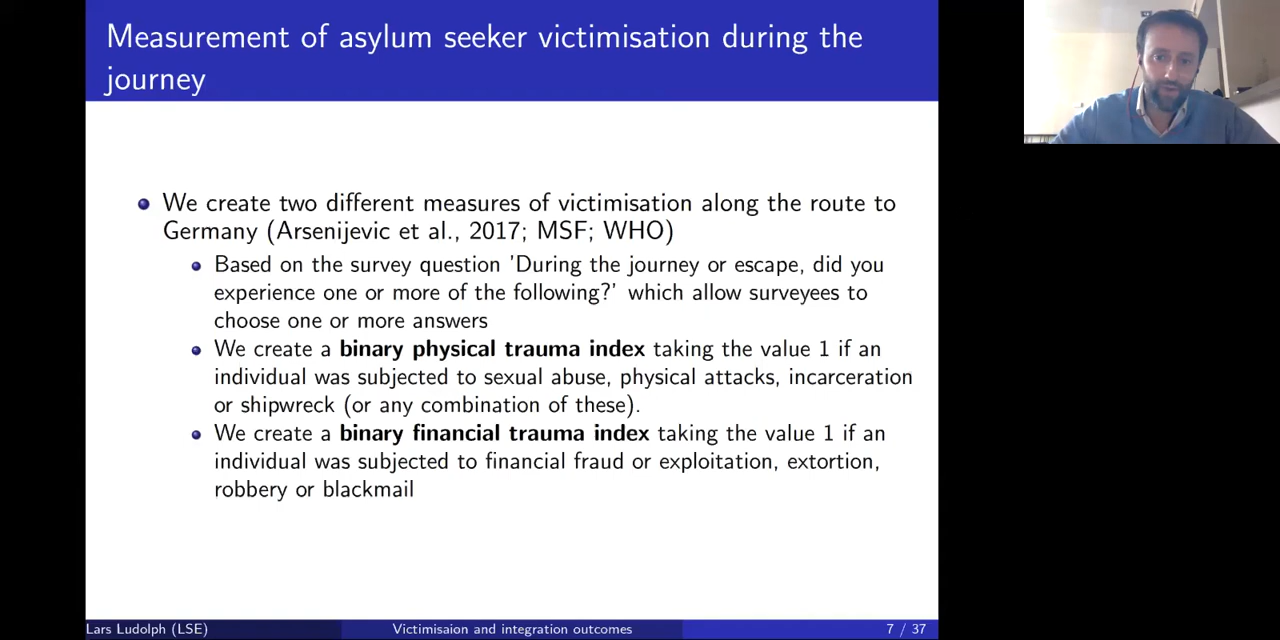 Measurement of asylum seeker victimisation during the
journey
We create two different measures of victimisation along the route to
Germany (Arsenijevic et al., 2017; MSF; WHO)
Based on the survey question 'During the journey or escape, did you
experience one or more of the following?' which allow surveyees to
choose one or more answers
We create a binary physical trauma index taking the value 1 if an
individual was subjected to sexual abuse, physical attacks, incarceration
or shipwreck (or any combination of these).
We create a binary financial trauma index taking the value 1 if an
individual was subjected to financial fraud or exploitation, extortion,
robbery or blackmail
Lars Ludolph (LSE) Victimisaion and integration outcomes 7 / 37